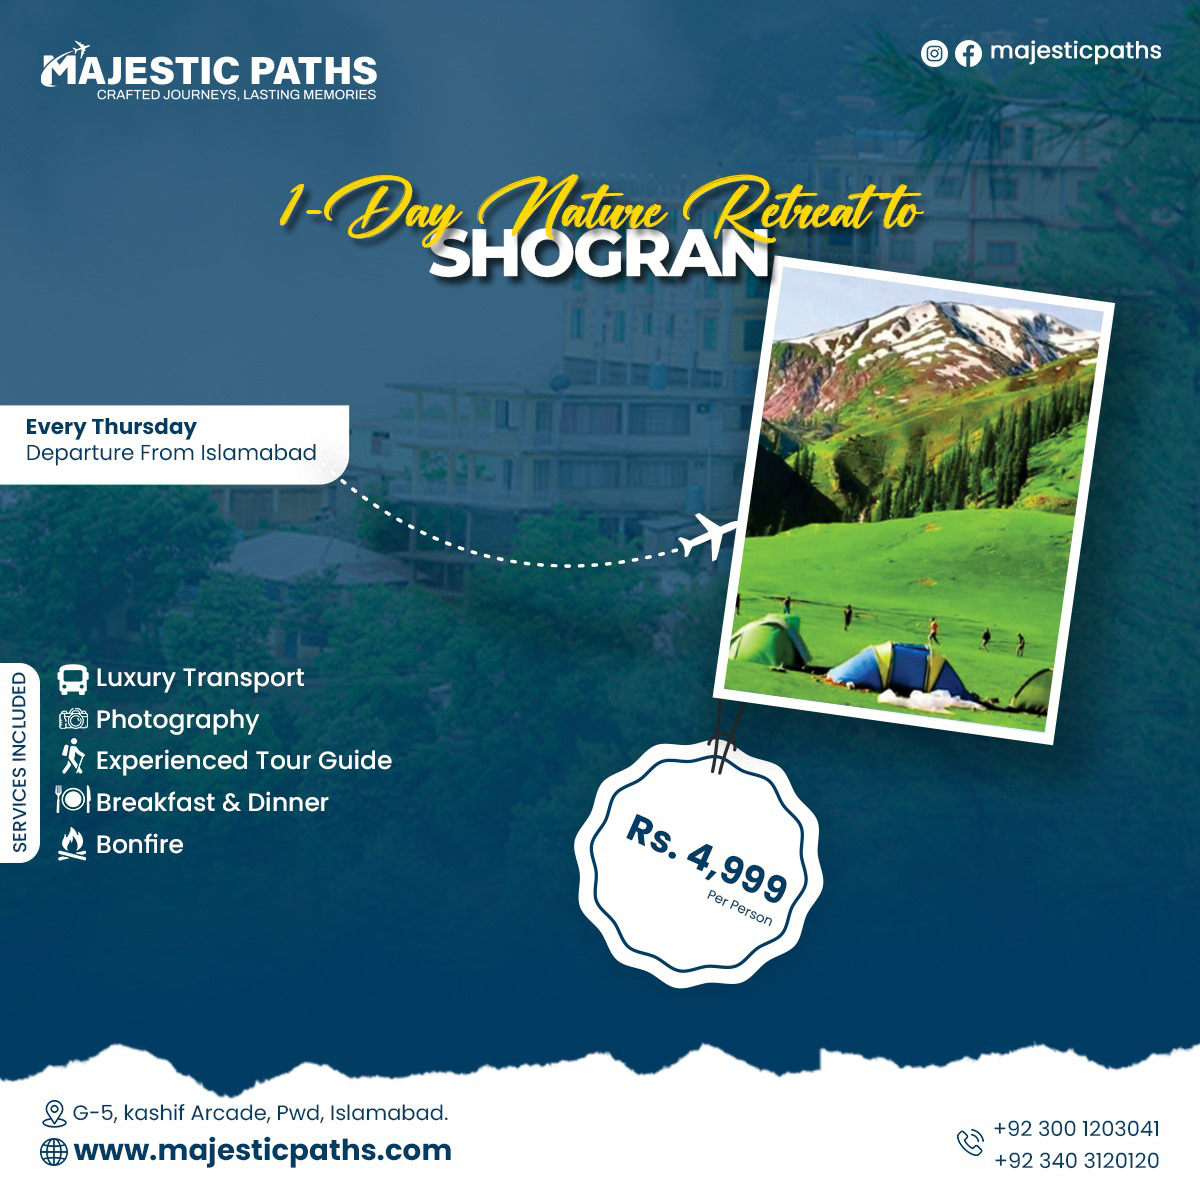 MAJESTIC PATHS
CRAFTED JOURNEYS, LASTING MEMORIES
majesticpaths
1-Day Nature Retreat to
SHOGRAN
Every Thursday
Departure From Islamabad
SERVICES INCLUDED
Luxury Transport
Photography
Experienced Tour Guide
Breakfast & Dinner
Bonfire
Rs. 4,999
Per Person
G-5, kashif Arcade, Pwd, Islamabad.
www.majesticpaths.com
+92 300 1203041
+92 340 3120120